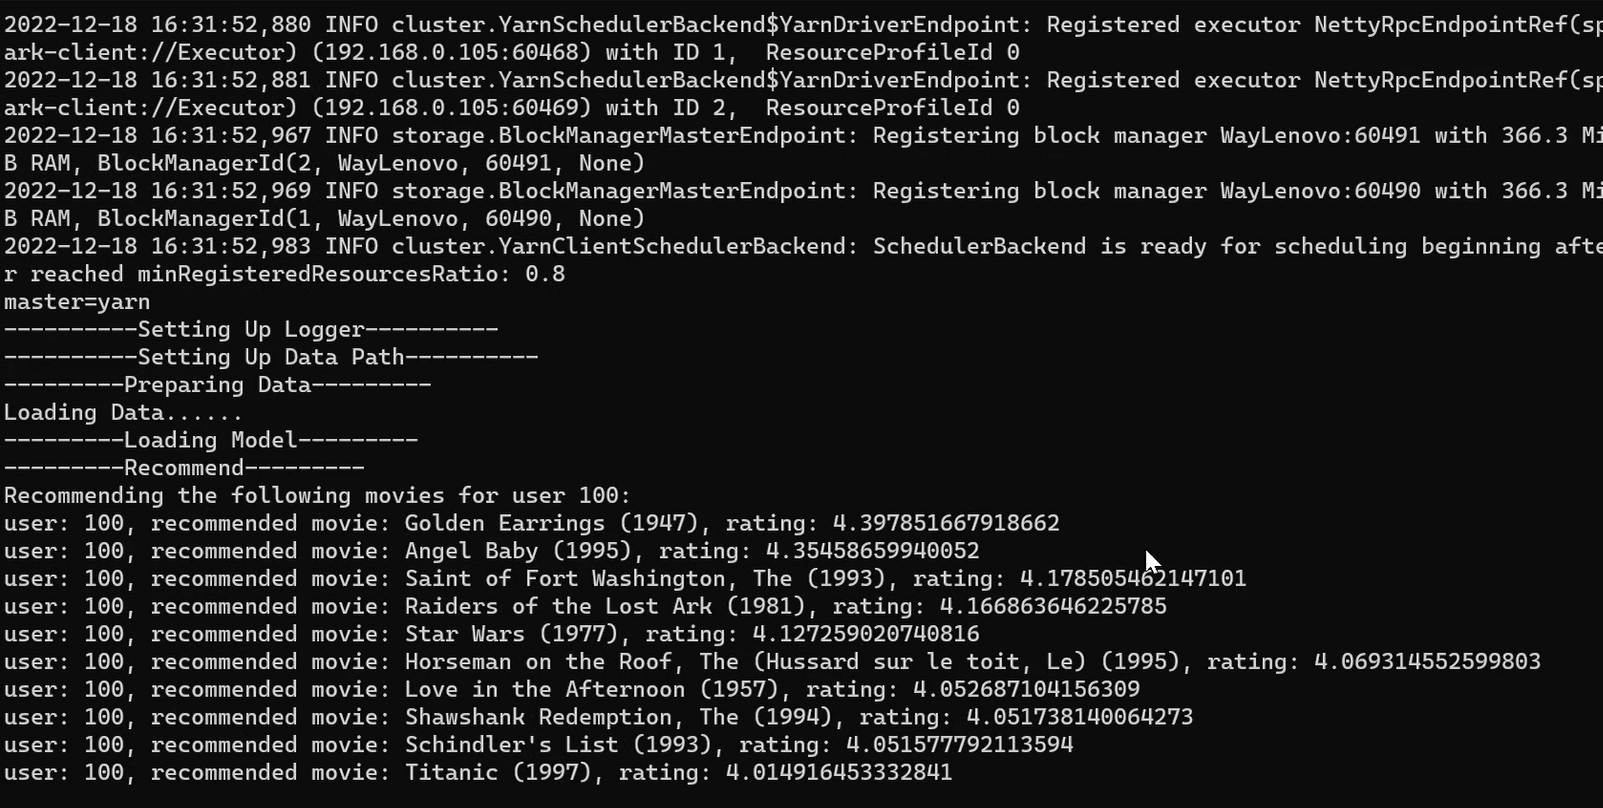 2022-12-18 16:31:52,880 INFO cluster.YarnSchedulerBackend$YarnDriverEndpoint: Registered executor NettyRpcEndpointRef(sp
ark-client://Executor) (192.168.0.105:60468) with ID 1,  ResourceProfileId 0
2022-12-18 16:31:52,881 INFO cluster.YarnSchedulerBackend$YarnDriverEndpoint: Registered executor NettyRpcEndpointRef(sp
ark-client://Executor) (192.168.0.105:60469) with ID 2,  ResourceProfileId 0
2022-12-18 16:31:52,967 INFO storage.BlockManagerMasterEndpoint: Registering block manager WayLenovo:60491 with 366.3 Mi
B RAM, BlockManagerId(2, WayLenovo, 60491, None)
2022-12-18 16:31:52,969 INFO storage.BlockManagerMasterEndpoint: Registering block manager WayLenovo:60490 with 366.3 Mi
B RAM, BlockManagerId(1, WayLenovo, 60490, None)
2022-12-18 16:31:52,983 INFO cluster.YarnClientSchedulerBackend: SchedulerBackend is ready for scheduling beginning afte
r reached minRegisteredResourcesRatio: 0.8
master=yarn
----------Setting Up Logger----------
----------Setting Up Data Path----------
---------Preparing Data---------
Loading Data......
---------Loading Model---------
---------Recommend---------
Recommending the following movies for user 100:
user: 100, recommended movie: Golden Earrings (1947), rating: 4.397851667918662
user: 100, recommended movie: Angel Baby (1995), rating: 4.35458659940052
user: 100, recommended movie: Saint of Fort Washington, The (1993), rating: 4.178505462147101
user: 100, recommended movie: Raiders of the Lost Ark (1981), rating: 4.166863646225785
user: 100, recommended movie: Star Wars (1977), rating: 4.127259020740816
user: 100, recommended movie: Horseman on the Roof, The (Hussard sur le toit, Le) (1995), rating: 4.069314552599803
user: 100, recommended movie: Love in the Afternoon (1957), rating: 4.052687104156309
user: 100, recommended movie: Shawshank Redemption, The (1994), rating: 4.051738140064273
user: 100, recommended movie: Schindler's List (1993), rating: 4.051577792113594
user: 100, recommended movie: Titanic (1997), rating: 4.014916453332841